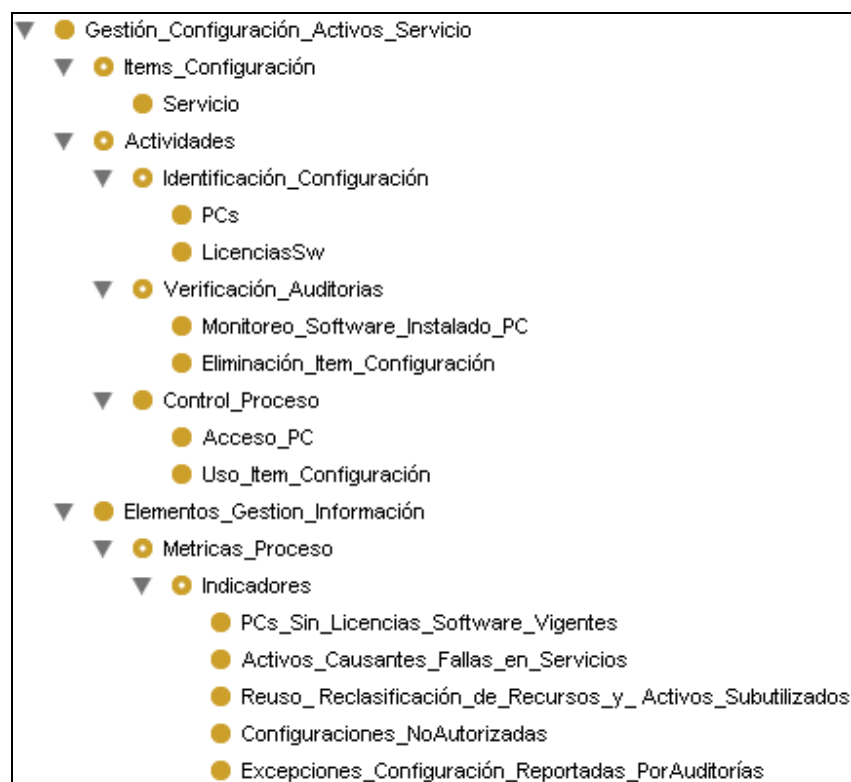 Gestión_Configuración_Activos_Servicio
Items_Configuración
Servicio
Actividades
Identificación_Configuración
PCs
LicenciasSw
Verificación_Auditorias
Monitoreo_Software_Instalado_PC
Eliminación_Item_Configuración
Control_Proceso
Acceso_PC
Uso_Item_Configuración
Elementos_Gestion_Información
Metricas_Proceso
Indicadores
PCs_Sin_Licencias_Software_Vigentes
Activos_Causantes_Fallas_en_Servicios
Reuso_ Reclasificación_de_Recursos_y_ Activos_Subutilizados
Configuraciones_NoAutorizadas
Excepciones_Configuración_Reportadas_PorAuditorías